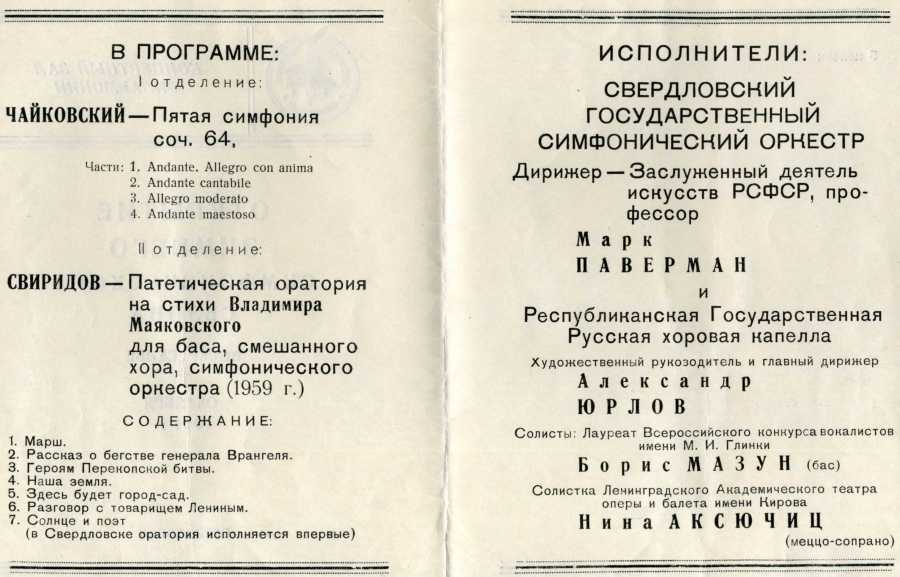 В ПРОГРАММЕ:
I отделение:
ЧАЙКОВСКИЙ — Пятая симфония
соч. 64,
Части: 1. Andante. Allegro con anima
2. Andante cantabile
3. Allegro moderato
4. Andante maestoso
II отделение:
СВИРИДОВ — Патетическая оратория
на стихи Владимира
Маяковского
для баса, смешанного
хора, симфонического
оркестра (1959 г.)
СОДЕРЖАНИЕ:
1. Марш.
2. Рассказ о бегстве генерала Врангеля.
3. Героям Перекопской битвы.
4. Наша земля.
5. Здесь будет город-сад.
6. Разговор с товарищем Лениным.
7. Солнце и поэт
(в Свердловске оратория исполняется впервые)
ИСПОЛНИТЕЛИ:
СВЕРДЛОВСКИЙ
ГОСУДАРСТВЕННЫЙ
СИМФОНИЧЕСКИЙ ОРКЕСТР
Дирижер — Заслуженный деятель
искусств РСФСР, про-
фессор
Марк
ПАВЕРМАН
и
Республиканская Государственная
Русская хоровая капелла
Художественный руководитель и главный дирижер
Александр
ЮРЛОВ
Солисты: Лауреат Всероссийского конкурса вокалистов
имени М. И. Глинки
Борис МАЗУН (бас)
Солистка Ленинградского Академического театра
оперы и балета имени Кирова
Нина АКСЮЧИЦ
(меццо-сопрано)